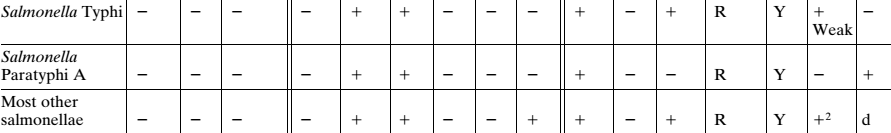 Salmonella Typhi − − − − + + − − − + − + R Y + −
Weak
Salmonella
Paratyphi A − − − − + + − − − + − − R Y − +
Most other
salmonellae − − − − + + − − + + − + R Y +² d